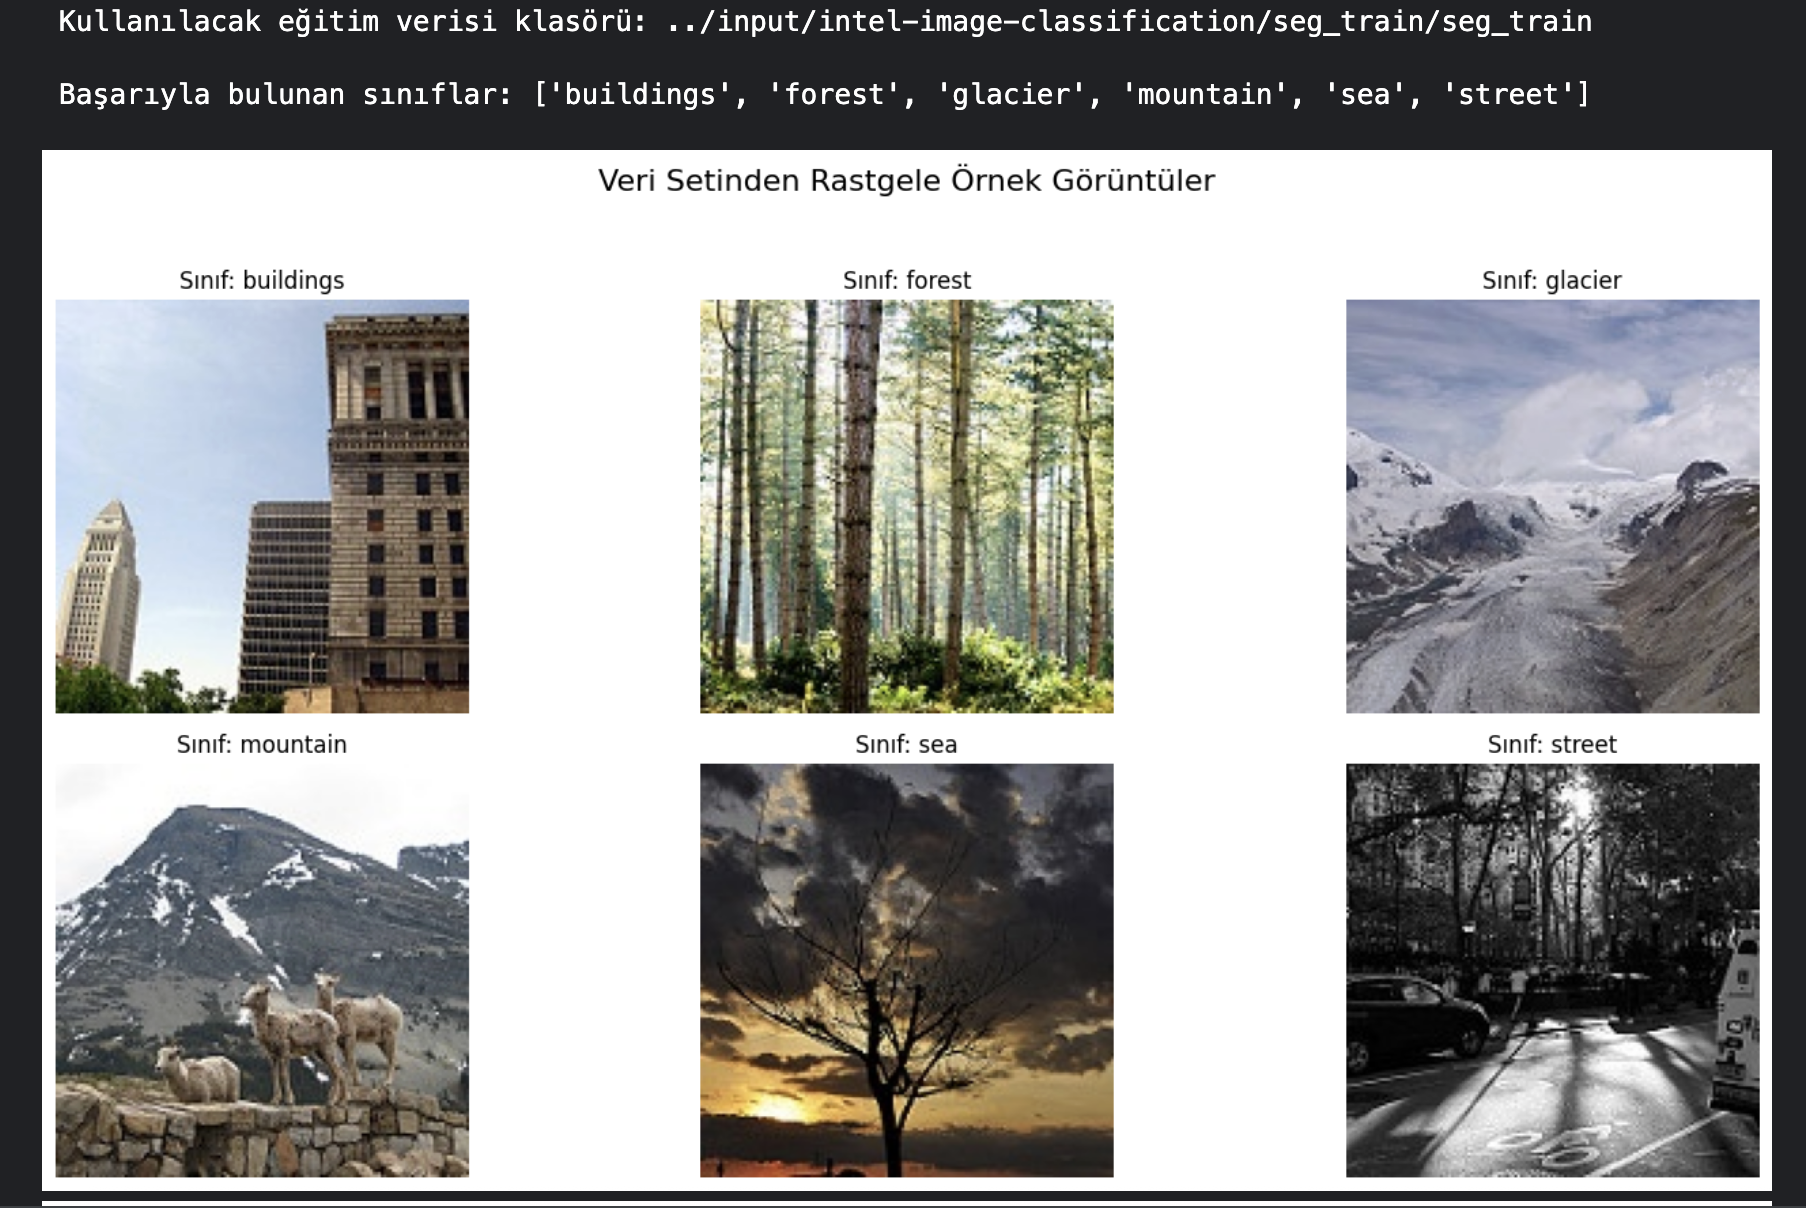 Kullanılacak eğitim verisi klasörü: ../input/intel-image-classification/seg_train/seg_train
Başarıyla bulunan sınıflar: ['buildings', 'forest', 'glacier', 'mountain', 'sea', 'street']
Veri Setinden Rastgele Örnek Görüntüler
Sınıf: buildings
Sınıf: forest
Sınıf: glacier
Sınıf: mountain
Sınıf: sea
Sınıf: street